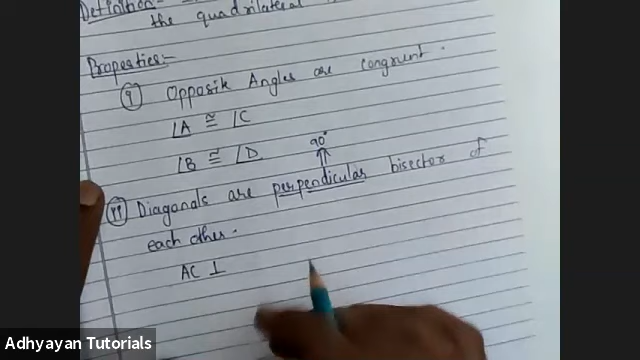 Definition-
the quadrilateral
Properties:-
(i) Opposite Angles are congruent.
∠A ≅ ∠C
∠B ≅ ∠D
90°
(ii) Diagonals are perpendicular bisector of
each other.
AC ⊥
Adhyayan Tutorials